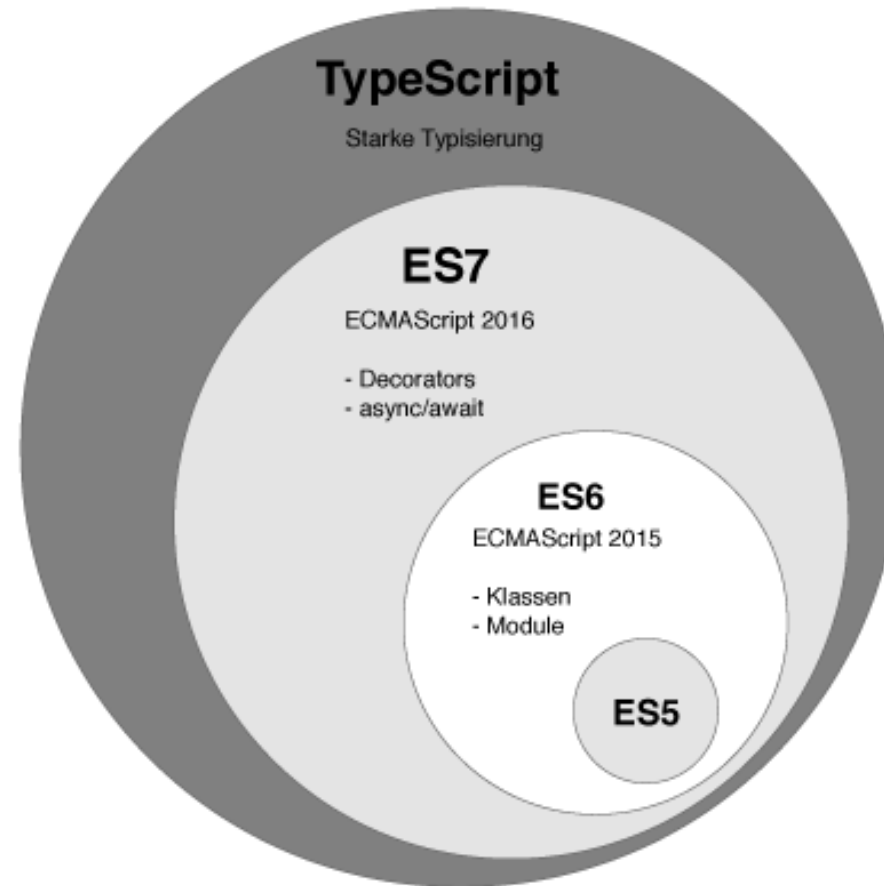 TypeScript
Starke Typisierung
ES7
ECMAScript 2016
- Decorators
- async/await
ES6
ECMAScript 2015
- Klassen
- Module
ES5